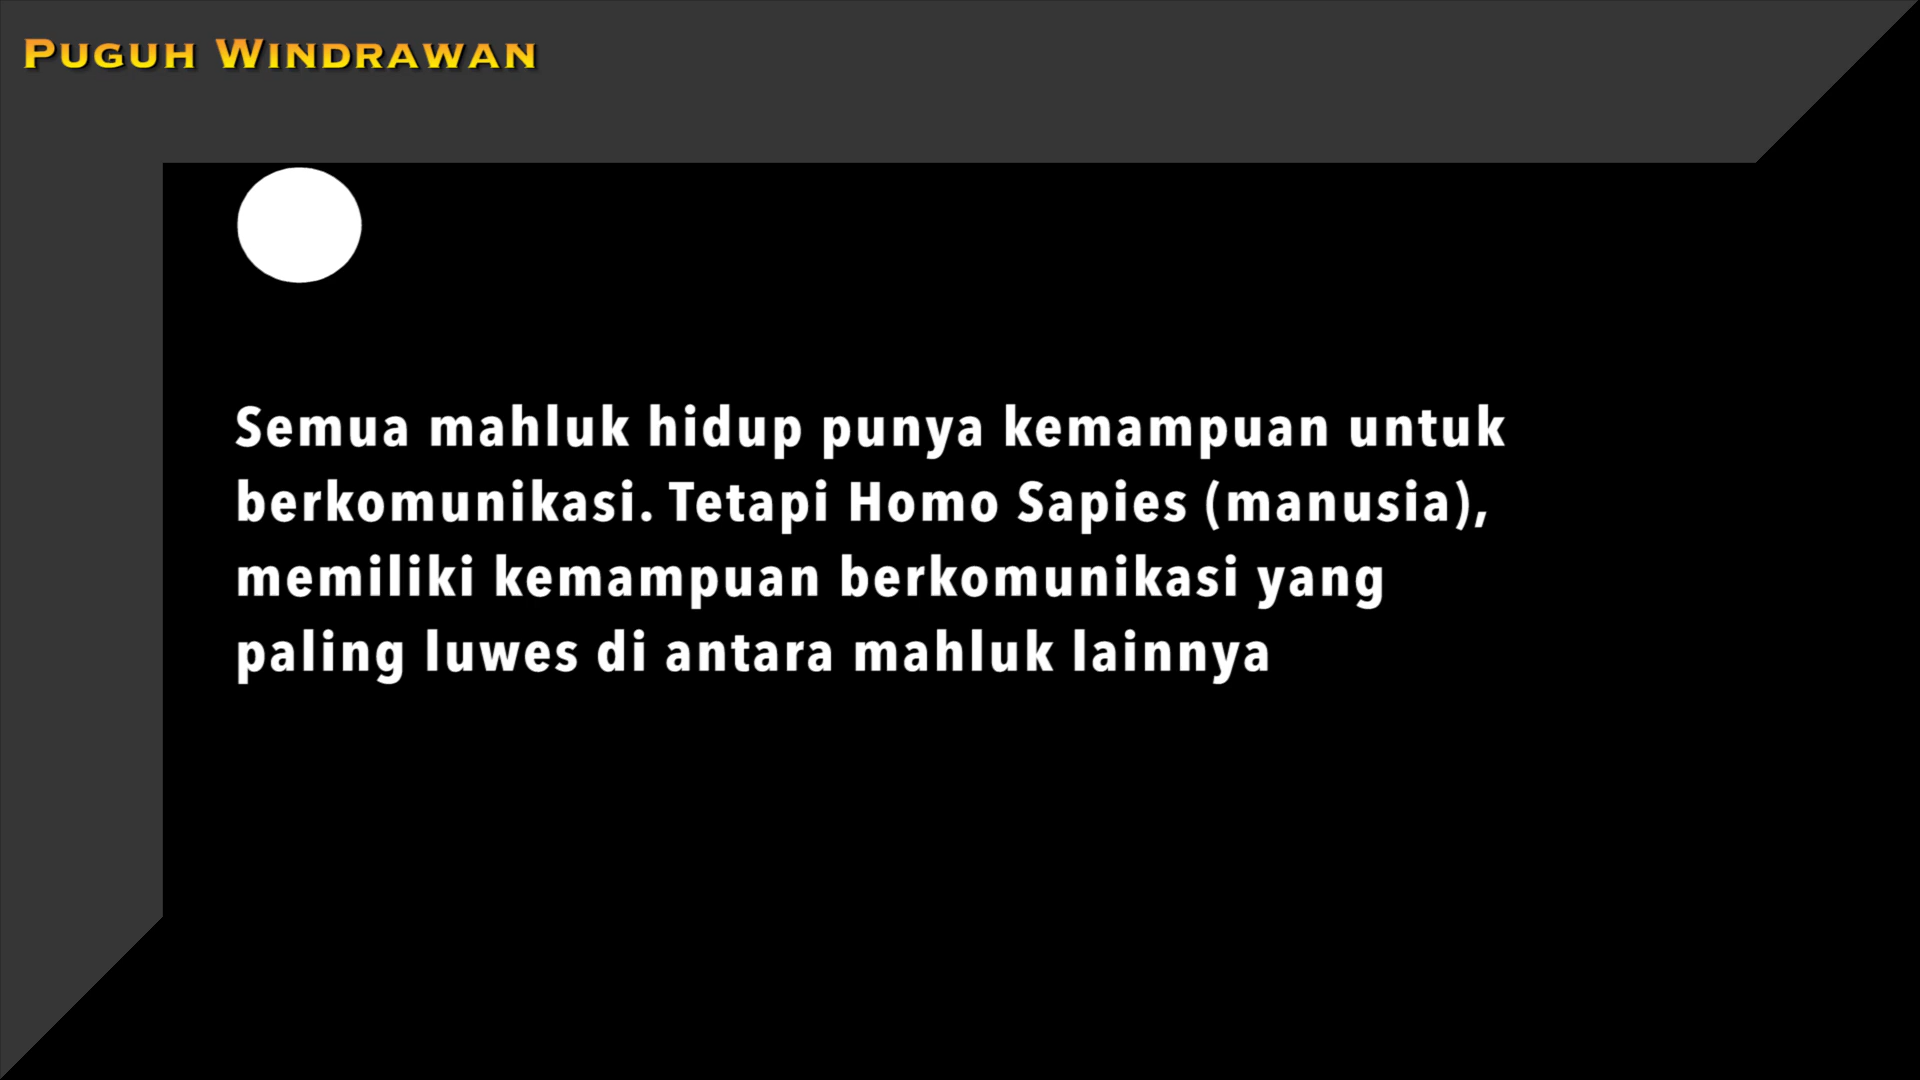 Puguh Windrawan
Semua mahluk hidup punya kemampuan untuk
berkomunikasi. Tetapi Homo Sapies (manusia),
memiliki kemampuan berkomunikasi yang
paling luwes di antara mahluk lainnya